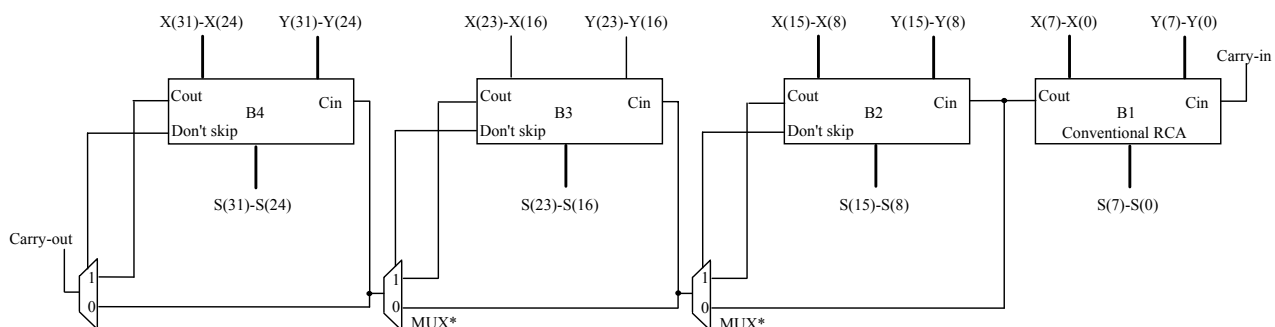 X(31)-X(24) Y(31)-Y(24) X(23)-X(16) Y(23)-Y(16) X(15)-X(8) Y(15)-Y(8) X(7)-X(0) Y(7)-Y(0)
Carry-in
Cout B4 Cin
Don't skip
Cout B3 Cin
Don't skip
Cout B2 Cin
Don't skip
Cout B1 Cin
Conventional RCA
S(31)-S(24) S(23)-S(16) S(15)-S(8) S(7)-S(0)
Carry-out
1 1 1
0 0 0
MUX* MUX*